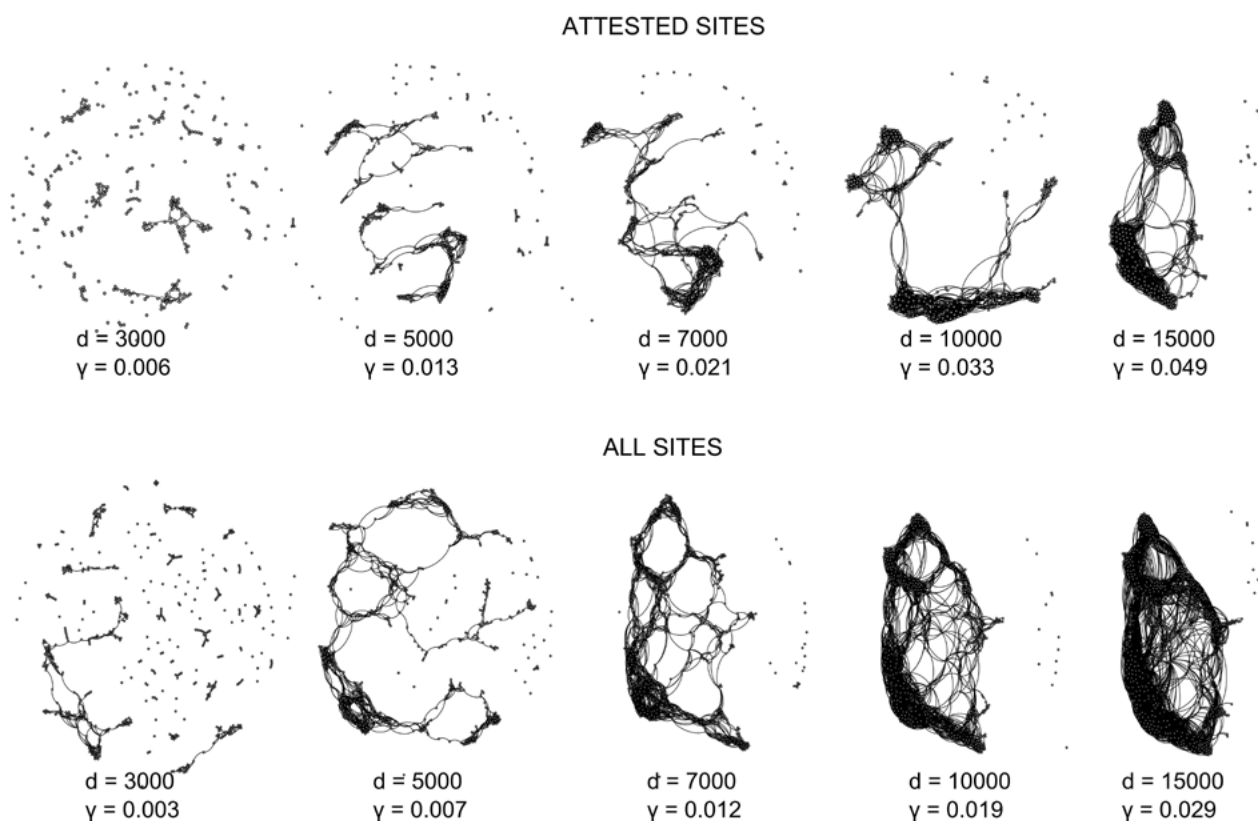 ATTESTED SITES
d = 3000
γ = 0.006
d = 5000
γ = 0.013
d = 7000
γ = 0.021
d = 10000
γ = 0.033
d = 15000
γ = 0.049
ALL SITES
d = 3000
γ = 0.003
d = 5000
γ = 0.007
d = 7000
γ = 0.012
d = 10000
γ = 0.019
d = 15000
γ = 0.029